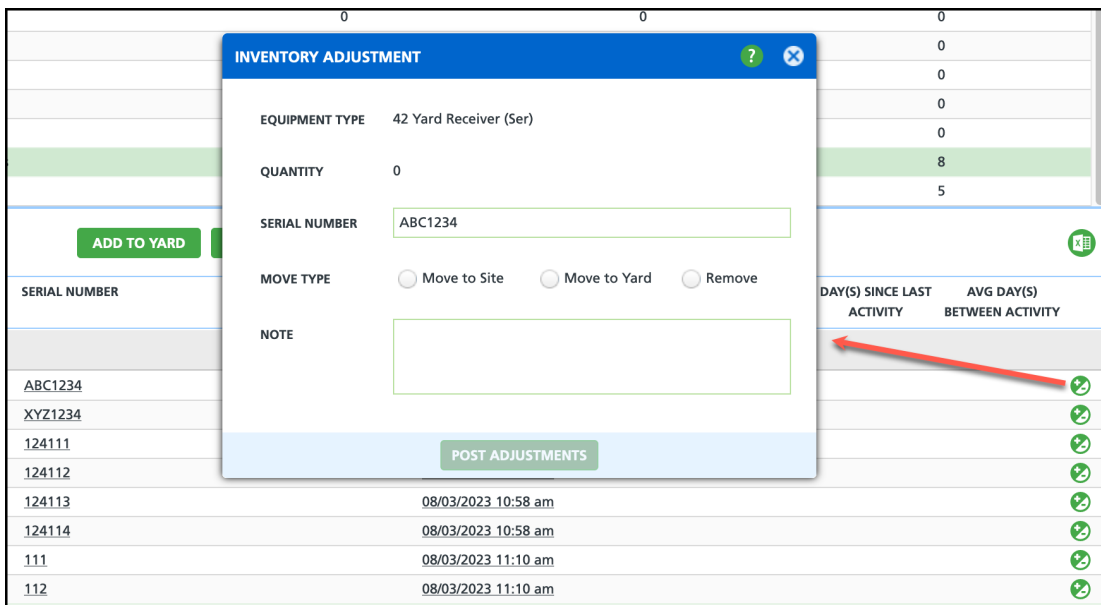 0 0 0
0
0
0
0
8
5
INVENTORY ADJUSTMENT ?
EQUIPMENT TYPE 42 Yard Receiver (Ser)
QUANTITY 0
SERIAL NUMBER ABC1234
MOVE TYPE Move to Site Move to Yard Remove
NOTE
POST ADJUSTMENTS
ADD TO YARD
SERIAL NUMBER DAY(S) SINCE LAST ACTIVITY AVG DAY(S) BETWEEN ACTIVITY
ABC1234
XYZ1234
124111
124112
124113 08/03/2023 10:58 am
124114 08/03/2023 10:58 am
111 08/03/2023 11:10 am
112 08/03/2023 11:10 am